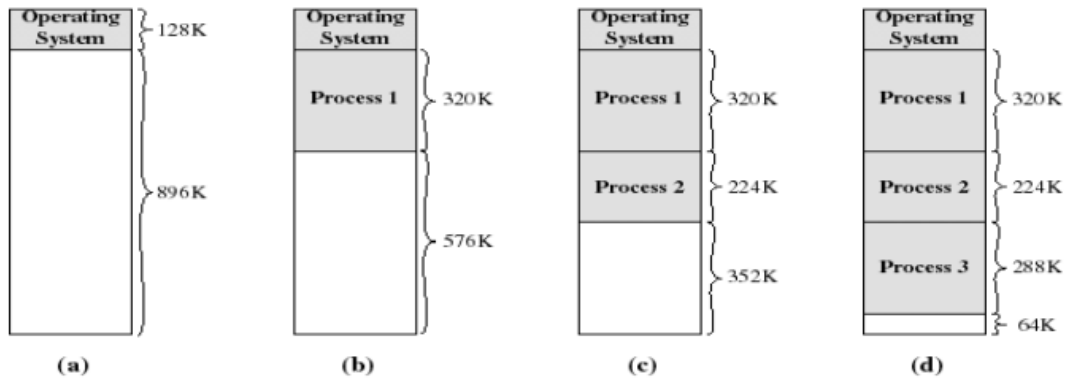 Operating
System
128K
896K
(a)
Operating
System
Process 1
320K
576K
(b)
Operating
System
Process 1
320K
Process 2
224K
352K
(c)
Operating
System
Process 1
320K
Process 2
224K
Process 3
288K
64K
(d)